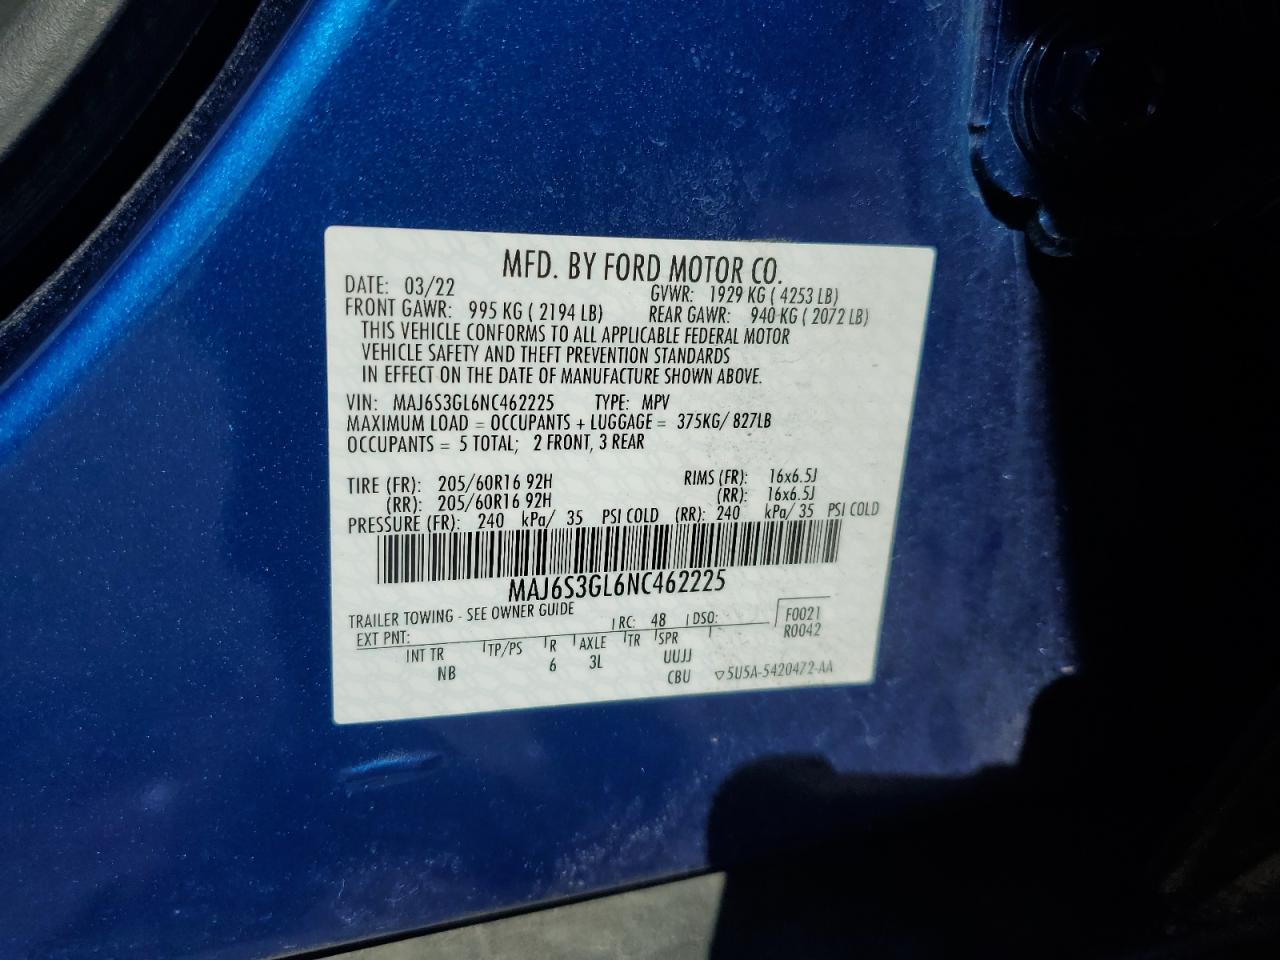 MFD. BY FORD MOTOR CO.
DATE: 03/22 GVWR: 1929 KG ( 4253 LB)
FRONT GAWR: 995 KG ( 2194 LB) REAR GAWR: 940 KG ( 2072 LB)
THIS VEHICLE CONFORMS TO ALL APPLICABLE FEDERAL MOTOR
VEHICLE SAFETY AND THEFT PREVENTION STANDARDS
IN EFFECT ON THE DATE OF MANUFACTURE SHOWN ABOVE.
VIN: MAJ6S3GL6NC462225 TYPE: MPV
MAXIMUM LOAD = OCCUPANTS + LUGGAGE = 375KG/ 827LB
OCCUPANTS = 5 TOTAL; 2 FRONT, 3 REAR
TIRE (FR): 205/60R16 92H RIMS (FR): 16x6.5J
(RR): 205/60R16 92H (RR): 16x6.5J
PRESSURE (FR): 240 kPa/ 35 PSI COLD (RR): 240 kPa/ 35 PSI COLD
MAJ6S3GL6NC462225
TRAILER TOWING - SEE OWNER GUIDE
EXT PNT: RC: 48 DSO: F0021
R0042
INT TR TP/PS R AXLE TR SPR
NB 6 3L UUJJ
CBU 5U5A-5420472-AA